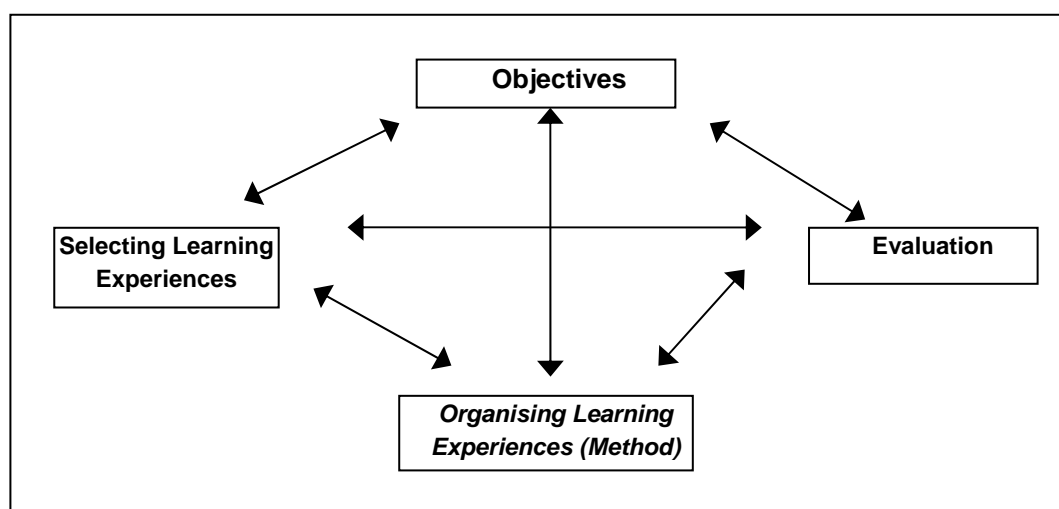 Objectives
Selecting Learning
Experiences
Evaluation
Organising Learning
Experiences (Method)